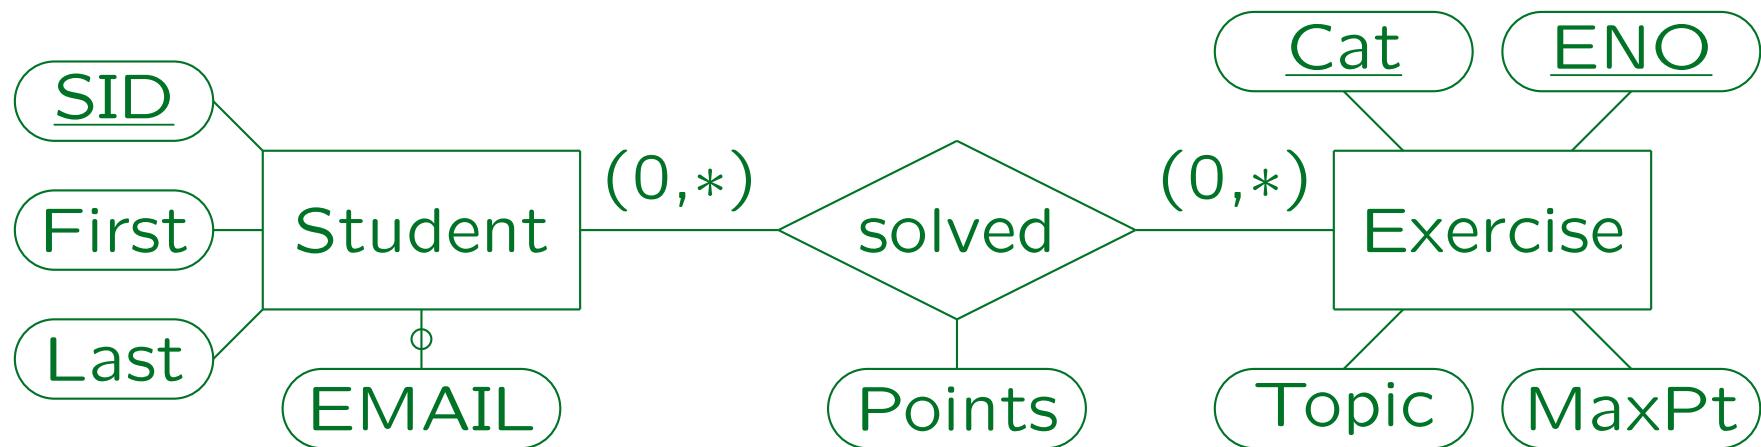 Cat
ENO
SID
(0,*)
(0,*)
First
Student
solved
Exercise
Last
EMAIL
Points
Topic
MaxPt